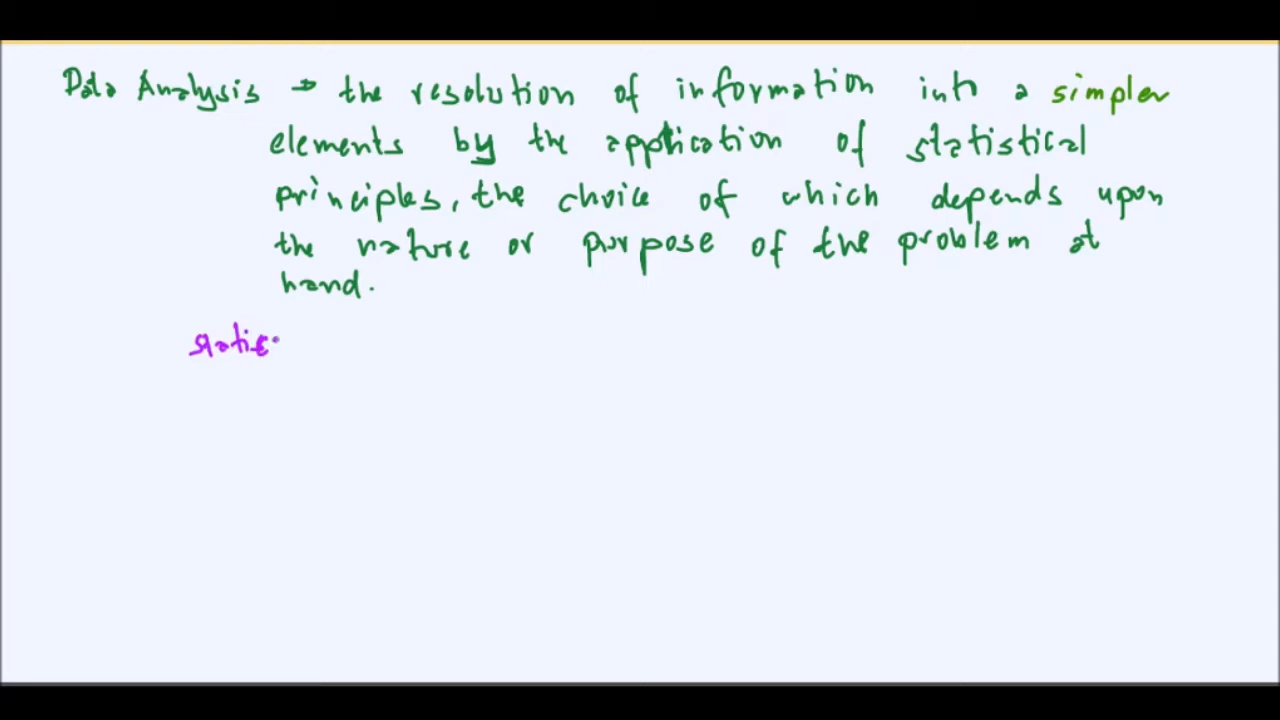 Data Analysis → the resolution of information into a simpler
elements by the application of statistical
principles, the choice of which depends upon
the nature or purpose of the problem at
hand.
statis